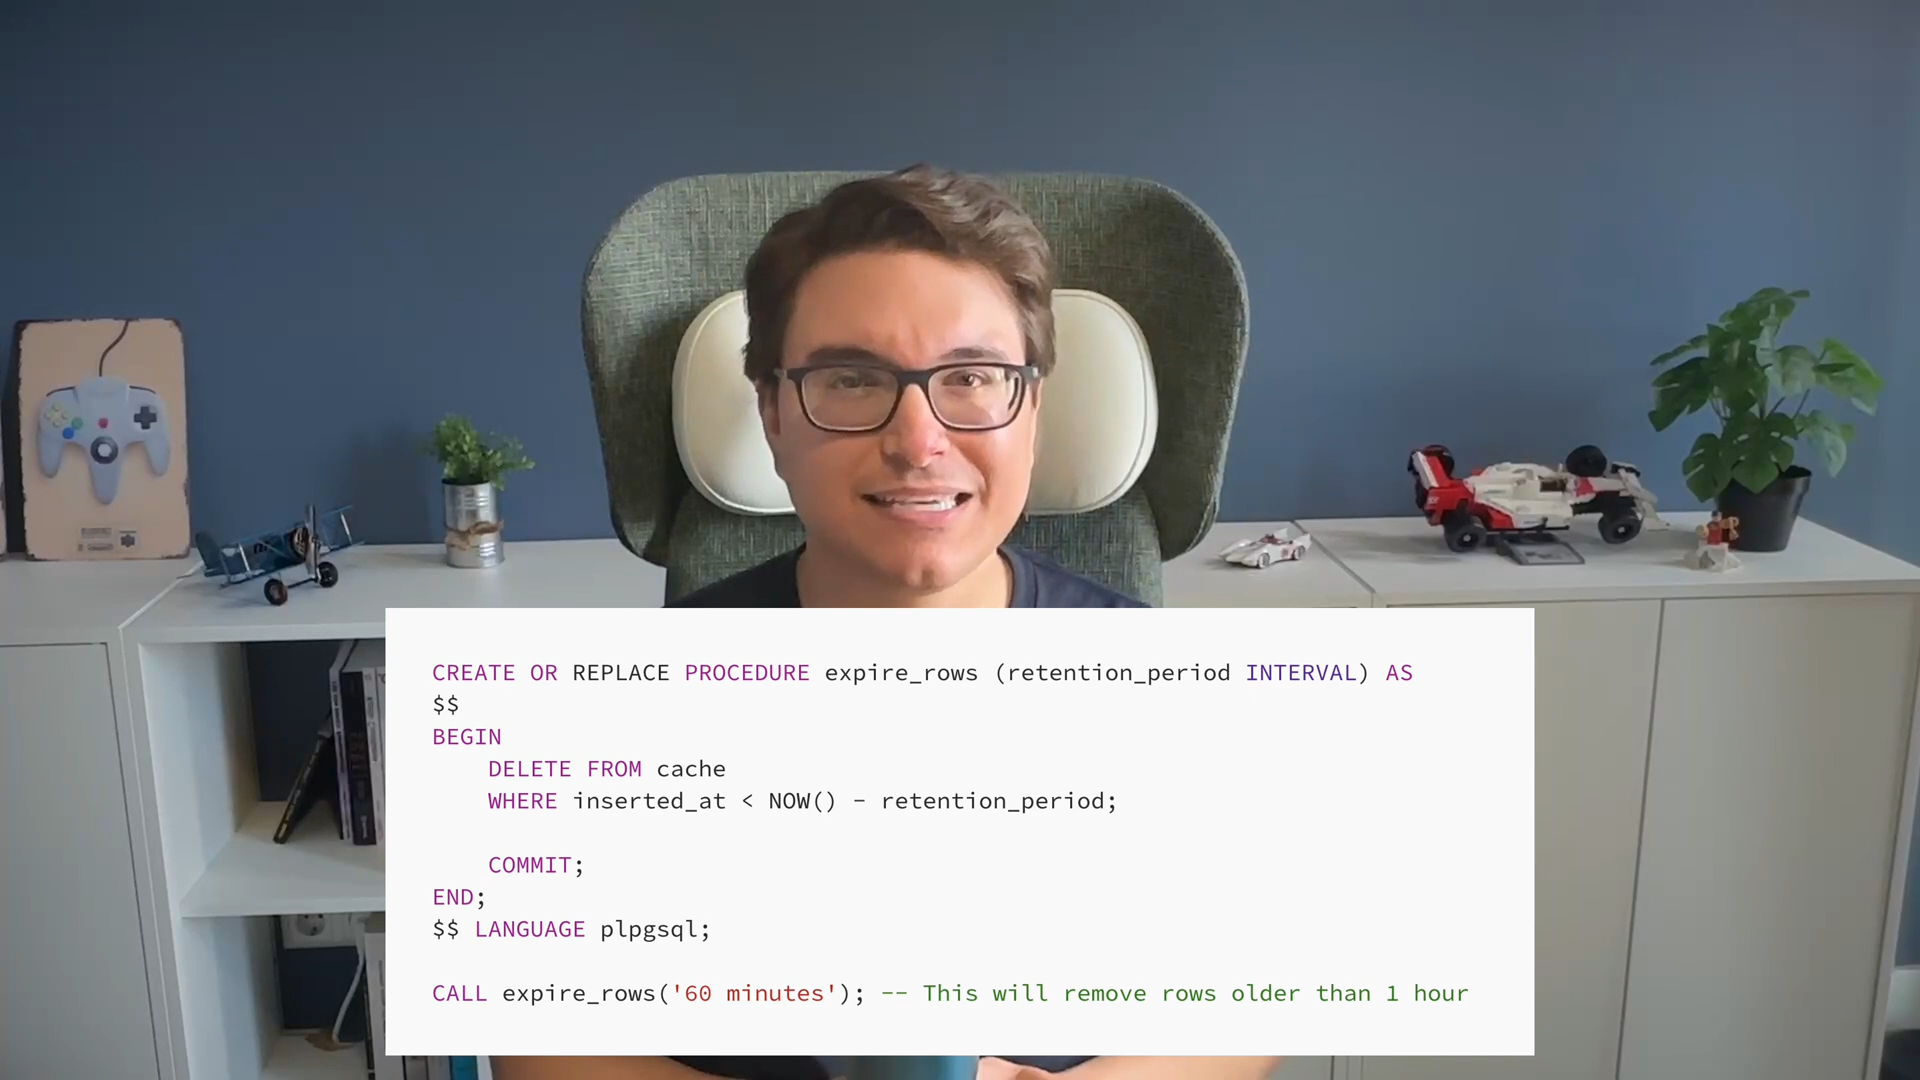 CREATE OR REPLACE PROCEDURE expire_rows (retention_period INTERVAL) AS
$$
BEGIN
    DELETE FROM cache
    WHERE inserted_at < NOW() - retention_period;

    COMMIT;
END;
$$ LANGUAGE plpgsql;

CALL expire_rows('60 minutes'); -- This will remove rows older than 1 hour